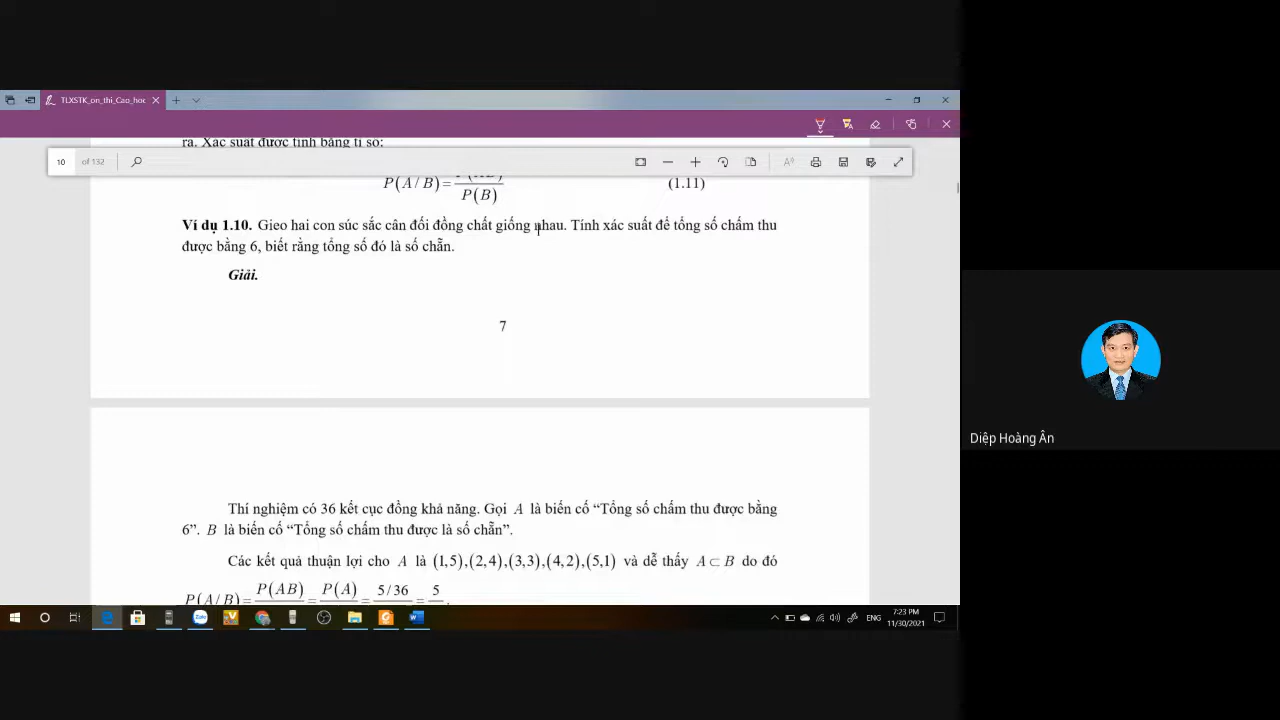 TLXSTK_on_thi_Cao_hoc
ra. Xác suất được tính bằng tỉ số:
10 of 132
P(A/B)=P(AB)/P(B) (1.11)
Ví dụ 1.10. Gieo hai con súc sắc cân đối đồng chất giống nhau. Tính xác suất để tổng số chấm thu
được bằng 6, biết rằng tổng số đó là số chẵn.
Giải.
7
Thí nghiệm có 36 kết cục đồng khả năng. Gọi A là biến cố “Tổng số chấm thu được bằng
6”. B là biến cố “Tổng số chấm thu được là số chẵn”.
Các kết quả thuận lợi cho A là (1,5),(2,4),(3,3),(4,2),(5,1) và dễ thấy A⊂B do đó
P(A/B)=P(AB)/=P(A)/=5/36/=5/.
Diệp Hoàng Ân
Zalo
ENG
7:23 PM
11/30/2021